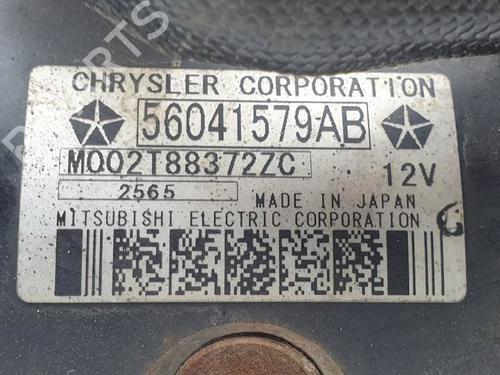 CHRYSLER CORPORATION
56041579AB
M002T88372ZC
12V
2565
MADE IN JAPAN
MITSUBISHI ELECTRIC CORPORATION